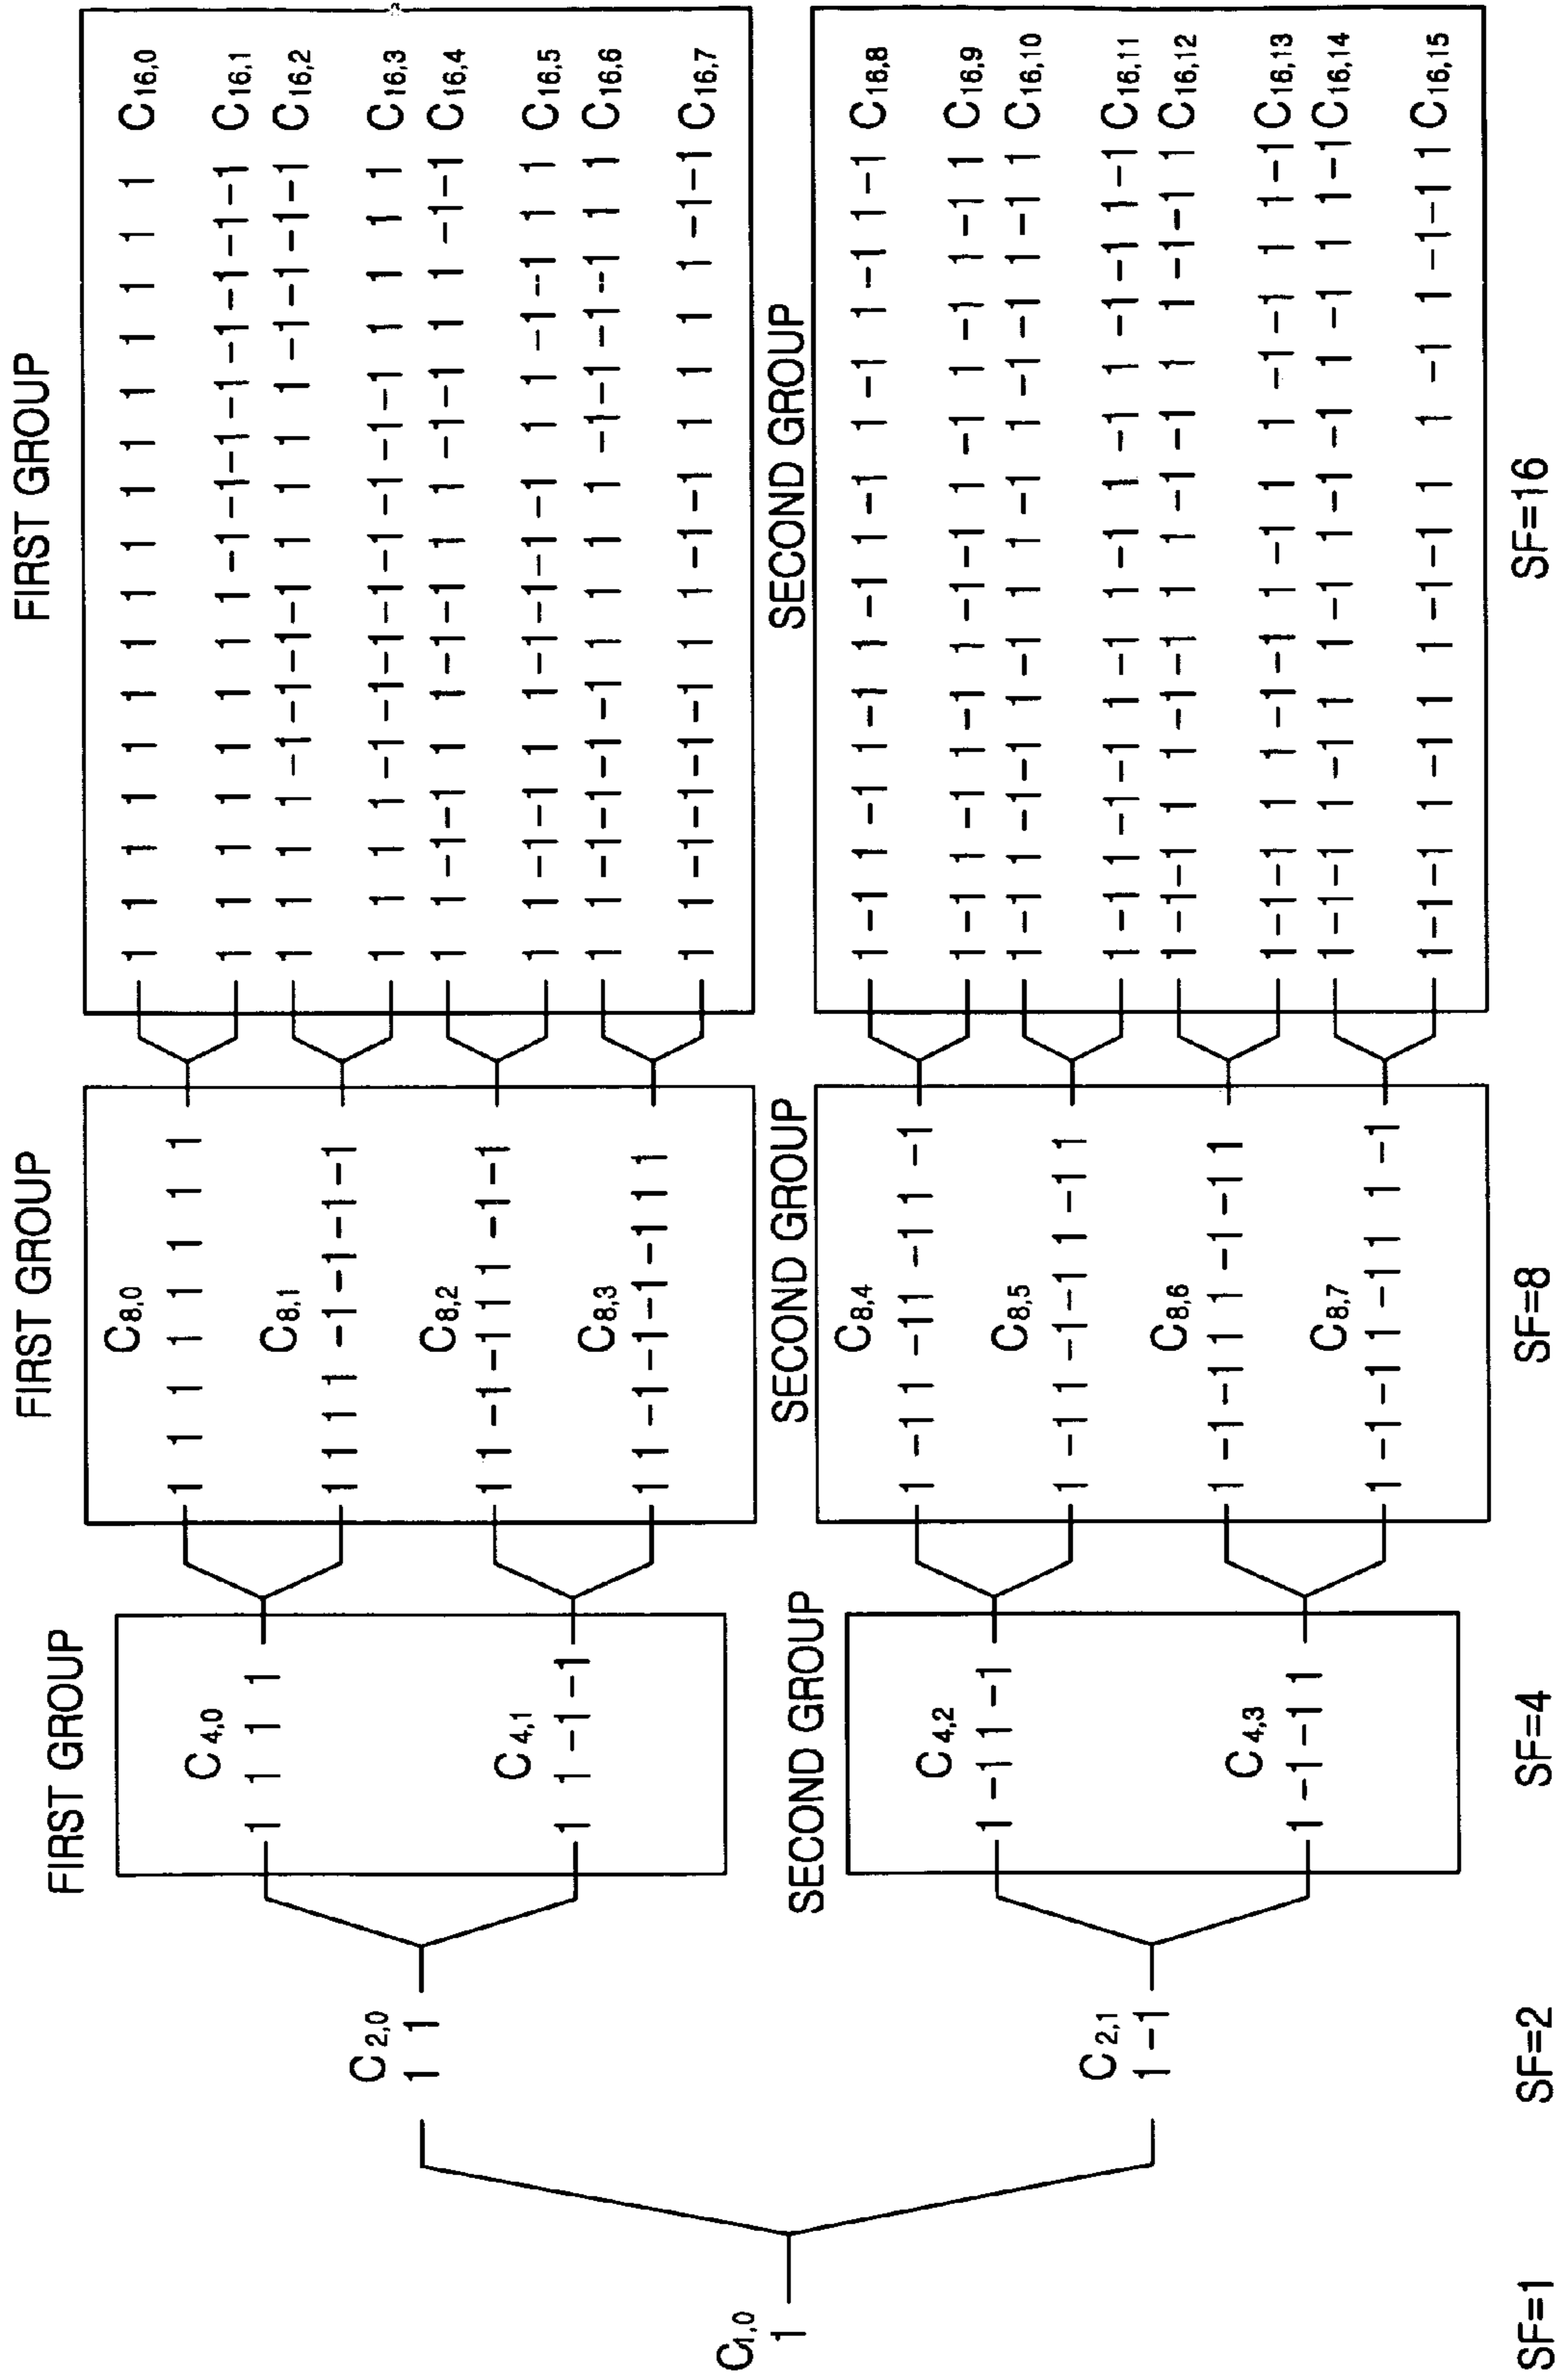 FIRST GROUP
FIRST GROUP
FIRST GROUP
C16,0
1 1 1 1 1 1 1 1 1 1 1 1 1 1 1 1
1 1 1 1 1 1 1 1 -1-1-1-1-1-1-1-1 C16,1
1 1 1 1 -1-1-1-1 1 1 1 1 -1-1-1-1 C16,2
1 1 1 1 -1-1-1-1-1-1-1-1 1 1 1 1 C16,3
1 1-1-1 1 1-1-1 1 1-1-1 1 1-1-1 C16,4
1 1-1-1 1 1-1-1-1-1 1 1-1-1 1 1 C16,5
1 1-1-1-1-1 1 1 1 1 -1-1-1-1 1 1 C16,6
1 1-1-1-1-1 1 1-1-1 1 1 1 1-1-1 C16,7
C8,0
1 1 1 1 1 1 1 1
C8,1
1 1 1 1 -1-1-1-1
C8,2
1 1 -1-1 1 1 -1-1
C8,3
1 1 -1-1-1-1 1 1
C4,0
1 1 1 1
C4,1
1 1-1-1
C2,0
1 1
C1,0
1
C2,1
1-1
SECOND GROUP
SECOND GROUP
SECOND GROUP
C4,2
1 -1 1 -1
C4,3
1 -1-1 1
C8,4
1 -1 1 -1 1 -1 1 -1
C8,5
1 -1 1 -1-1 1 -1 1
C8,6
1 -1-1 1 1 -1-1 1
C8,7
1 -1-1 1 -1 1 1 -1
1-1 1-1 1-1 1-1 1-1 1-1 1-1 1-1 C16,8
1-1 1-1 1-1 1-1-1 1-1 1-1 1-1 1 C16,9
1-1 1-1-1 1-1 1 1-1 1-1-1 1-1 1 C16,10
1-1 1-1-1 1-1 1-1 1-1 1 1-1 1-1 C16,11
1-1-1 1 1-1-1 1 1-1-1 1 1-1-1 1 C16,12
1-1-1 1 1-1-1 1-1 1 1-1-1 1 1-1 C16,13
1-1-1 1-1 1 1-1 1-1-1 1-1 1 1-1 C16,14
1-1-1 1-1 1 1-1-1 1 1-1 1-1-1 1 C16,15
SF=1
SF=2
SF=4
SF=8
SF=16